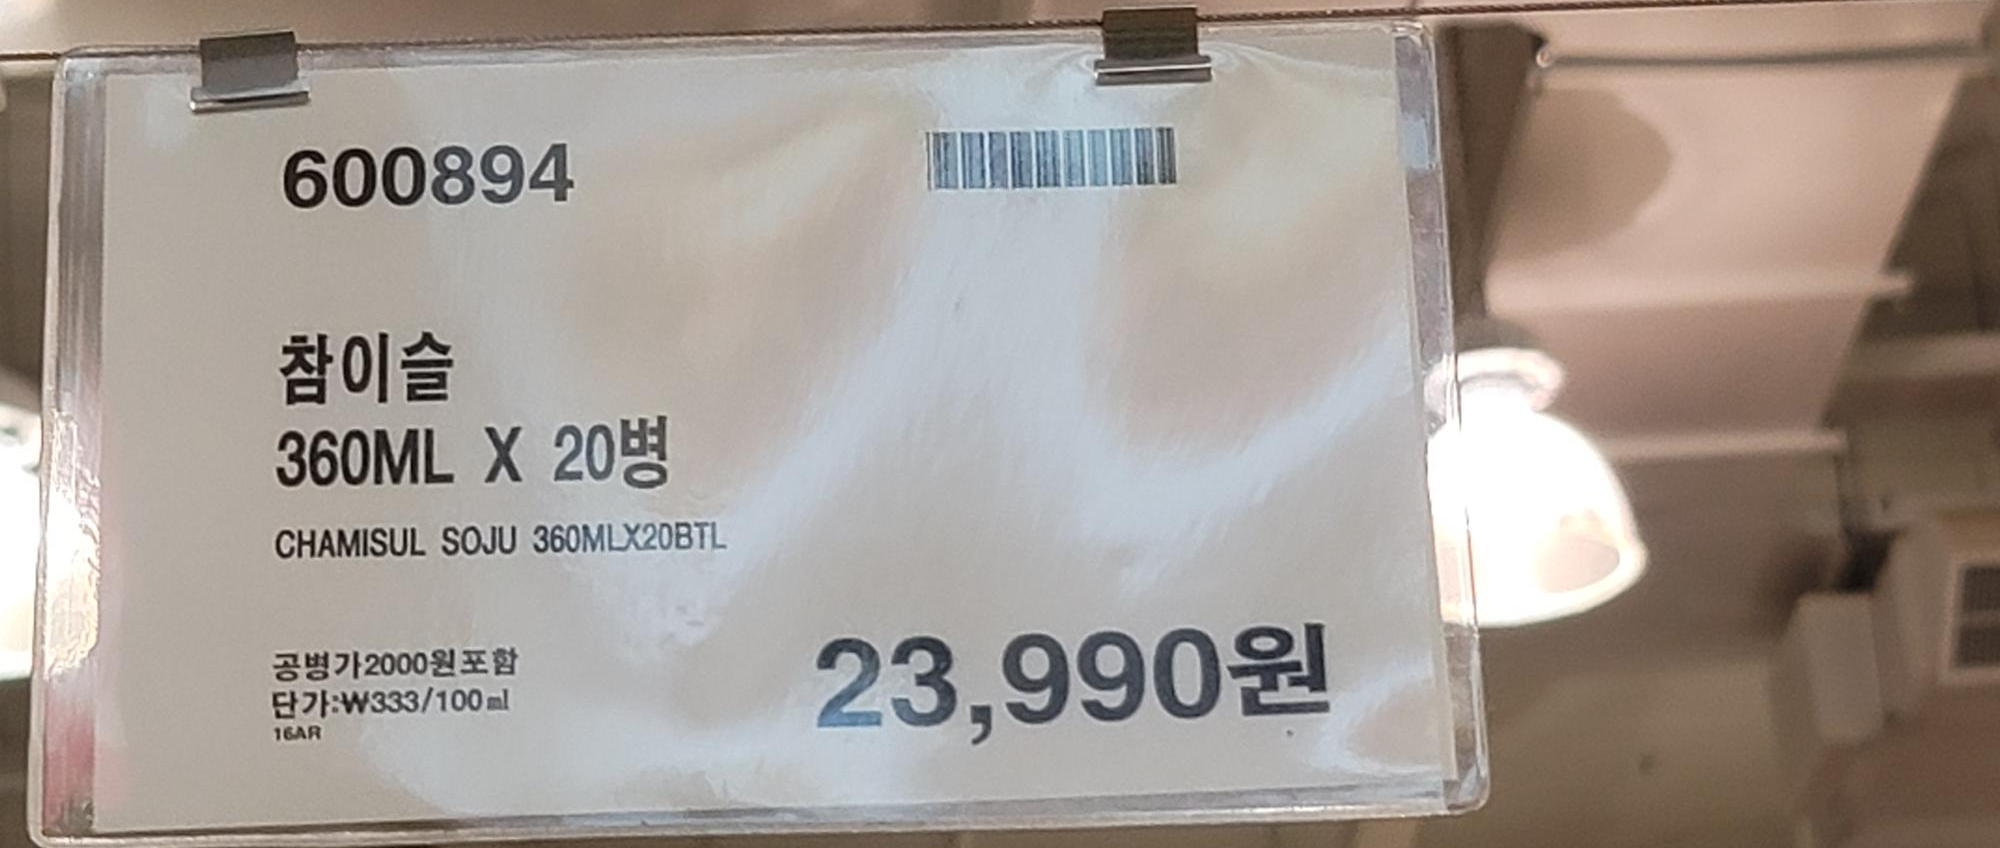 600894
참이슬
360ML X 20병
CHAMISUL SOJU 360MLX20BTL
공병가2000원포함
단가:₩333/100㎖
16AR
23,990원